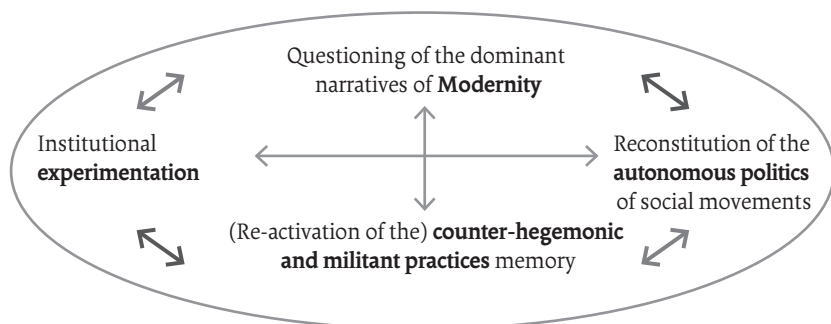 Questioning of the dominant
narratives of Modernity
Institutional
experimentation
Reconstitution of the
autonomous politics
of social movements
(Re-activation of the) counter-hegemonic
and militant practices memory